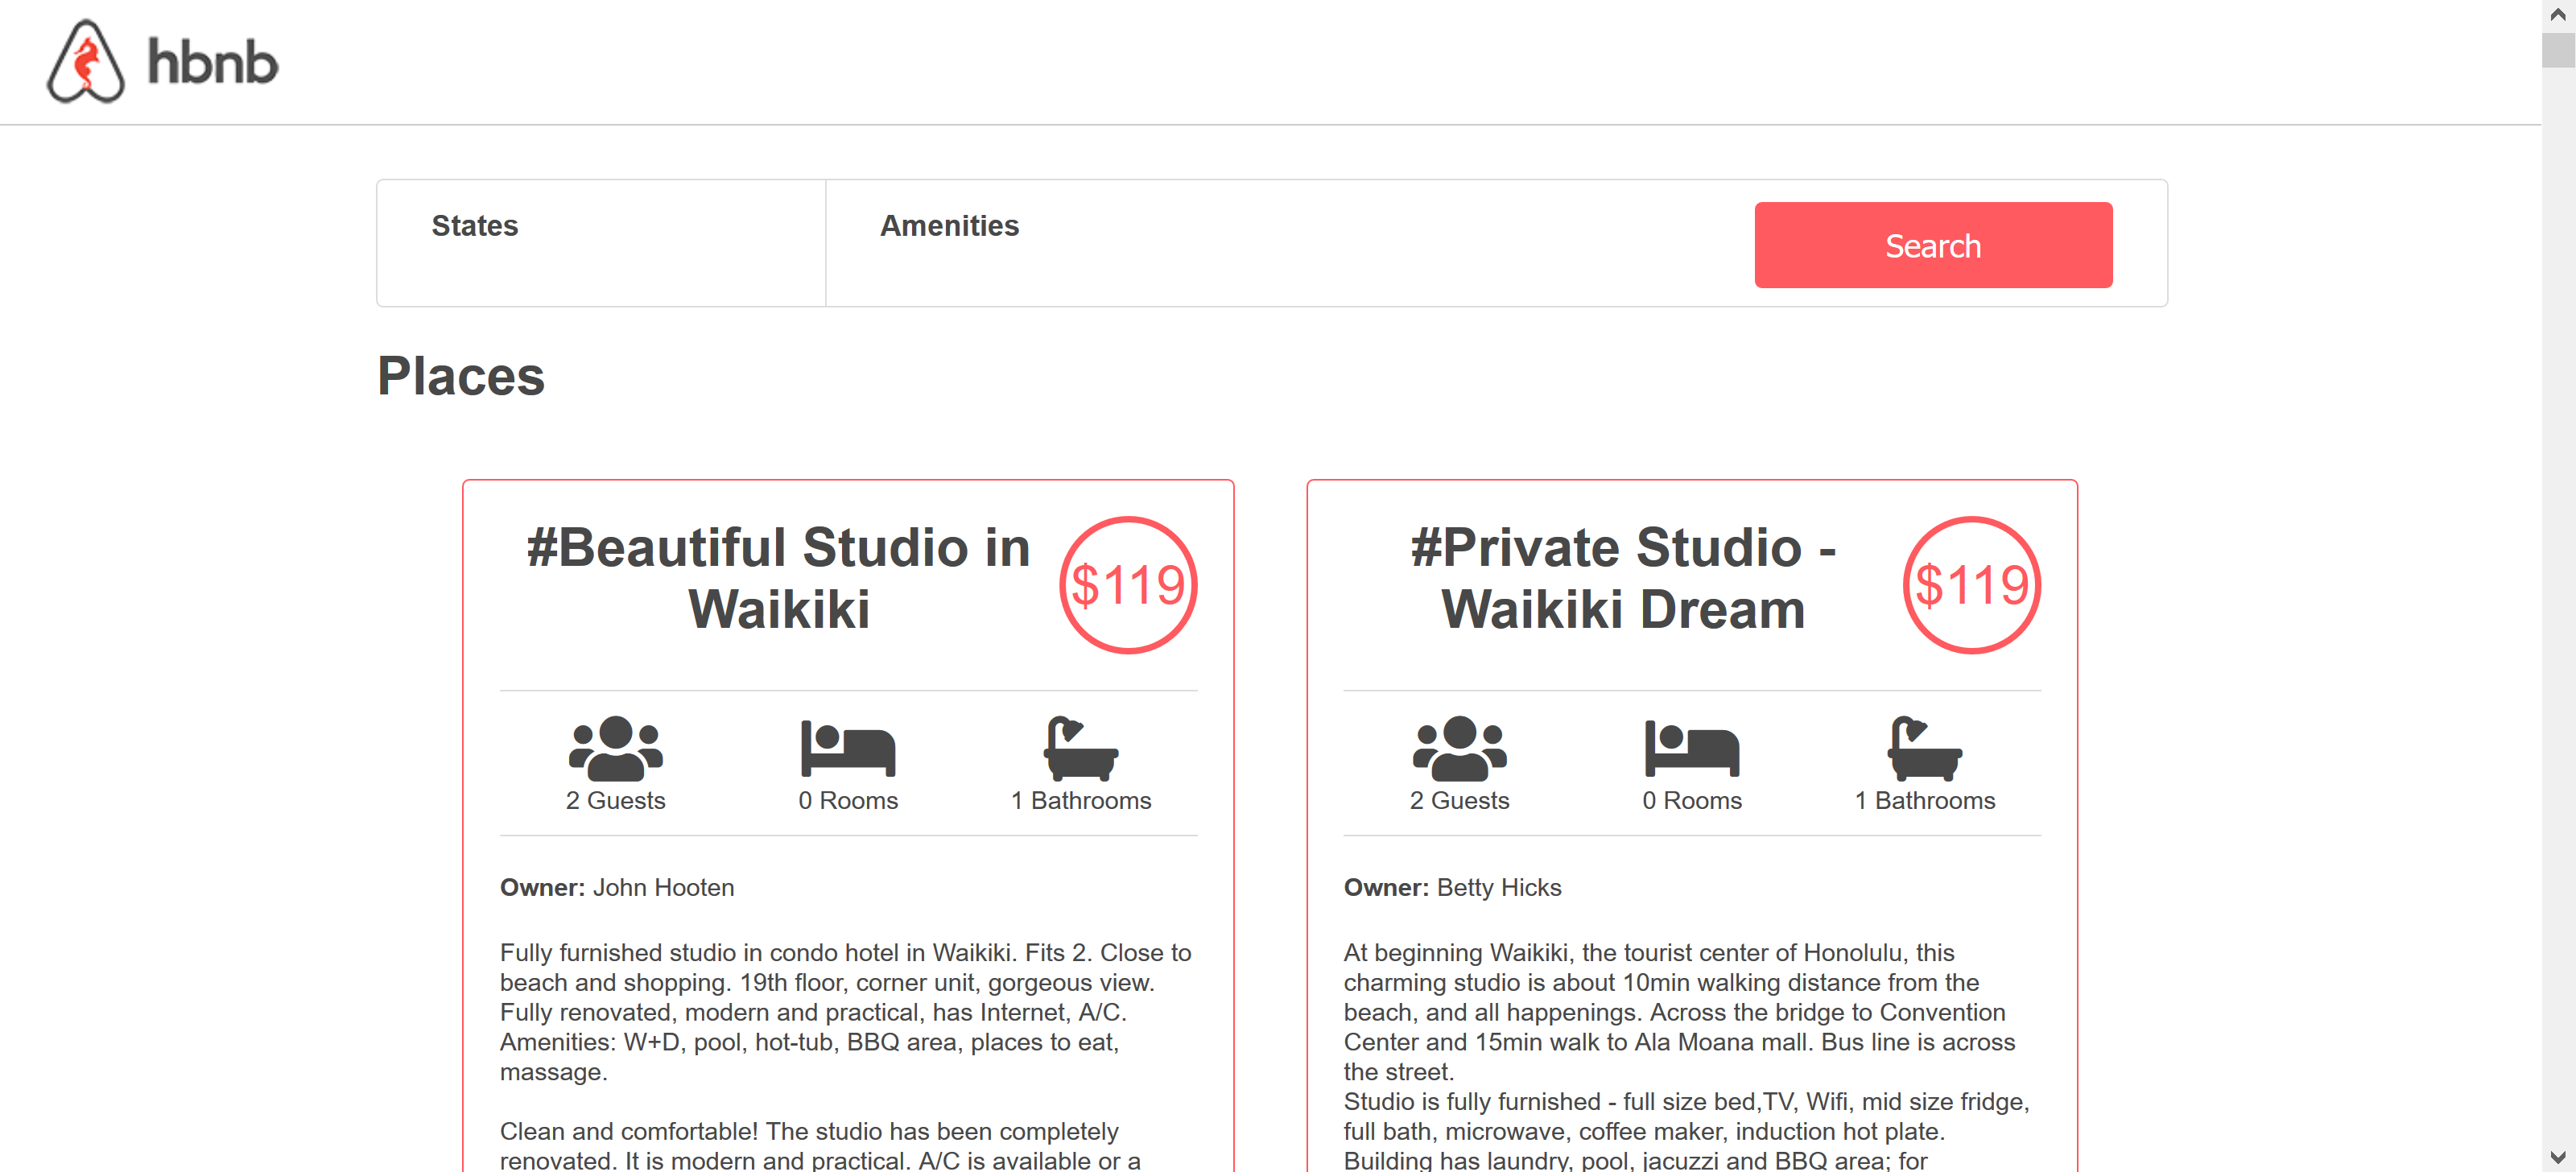 hbnb
States
Amenities
Search
Places
#Beautiful Studio in
Waikiki
$119
2 Guests
0 Rooms
1 Bathrooms
Owner: John Hooten
Fully furnished studio in condo hotel in Waikiki. Fits 2. Close to
beach and shopping. 19th floor, corner unit, gorgeous view.
Fully renovated, modern and practical, has Internet, A/C.
Amenities: W+D, pool, hot-tub, BBQ area, places to eat,
massage.
Clean and comfortable! The studio has been completely
renovated. It is modern and practical. A/C is available or a
#Private Studio -
Waikiki Dream
$119
2 Guests
0 Rooms
1 Bathrooms
Owner: Betty Hicks
At beginning Waikiki, the tourist center of Honolulu, this
charming studio is about 10min walking distance from the
beach, and all happenings. Across the bridge to Convention
Center and 15min walk to Ala Moana mall. Bus line is across
the street.
Studio is fully furnished - full size bed,TV, Wifi, mid size fridge,
full bath, microwave, coffee maker, induction hot plate.
Building has laundry, pool, jacuzzi and BBQ area; for